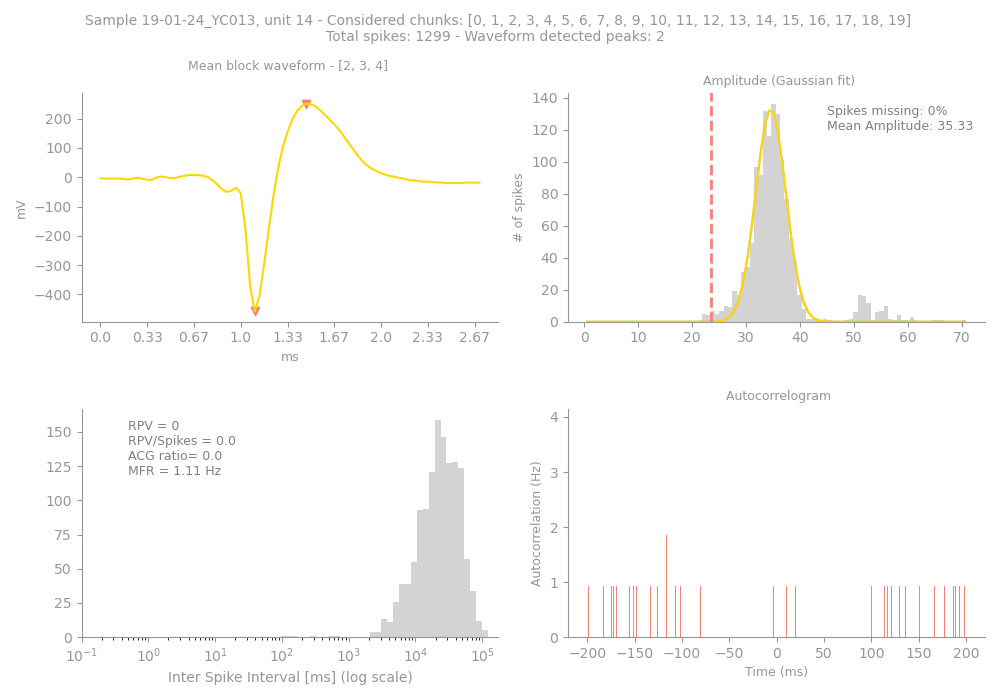 Sample 19-01-24_YC013, unit 14 - Considered chunks: [0, 1, 2, 3, 4, 5, 6, 7, 8, 9, 10, 11, 12, 13, 14, 15, 16, 17, 18, 19]
Total spikes: 1299 - Waveform detected peaks: 2
Mean block waveform - [2, 3, 4]
200
100
0
−100
−200
−300
−400
mV
0.0 0.33 0.67 1.0 1.33 1.67 2.0 2.33 2.67
ms
Amplitude (Gaussian fit)
Spikes missing: 0%
Mean Amplitude: 35.33
140
120
100
80
60
40
20
0
# of spikes
0 10 20 30 40 50 60 70
RPV = 0
RPV/Spikes = 0.0
ACG ratio= 0.0
MFR = 1.11 Hz
150
125
100
75
50
25
0
10^−1 10^0 10^1 10^2 10^3 10^4 10^5
Inter Spike Interval [ms] (log scale)
Autocorrelogram
4
3
2
1
0
Autocorrelation (Hz)
−200 −150 −100 −50 0 50 100 150 200
Time (ms)